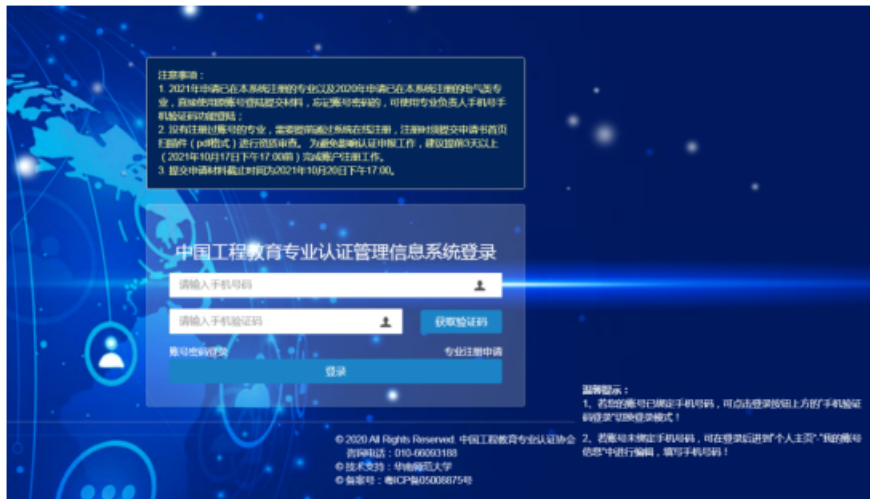 注意事项：
1. 2021年申请已在本系统注册的专业以及2020年申请已在本系统注册的电气类专
业，直接使用原账号登陆提交材料，忘记账号密码的，可使用专业负责人手机号手
机验证码功能登陆；
2. 没有注册过账号的专业，需要提前通过系统在线注册，注册时须提交申请书首页
扫描件（pdf格式）进行资质审查。 为避免影响认证申报工作，建议提前3天以上
（2021年10月17日下午17:00前）完成账户注册工作。
3. 提交申请材料截止时间为2021年10月20日下午17:00。
中国工程教育专业认证管理信息系统登录
请输入手机号码
请输入手机验证码
获取验证码
账号密码登录
专业注册申请
登录
温馨提示：
1、若您的账号已绑定手机号码，可点击登录按钮上方的"手机验证
码登录"切换登录模式！
2、若账号未绑定手机号码，可在登录后进到"个人主页"-"我的账号
信息"中进行编辑，填写手机号码！
© 2020 All Rights Reserved. 中国工程教育专业认证协会
咨询电话：010-66093188
© 技术支持：华南师范大学
© 备案号：粤ICP备05008875号